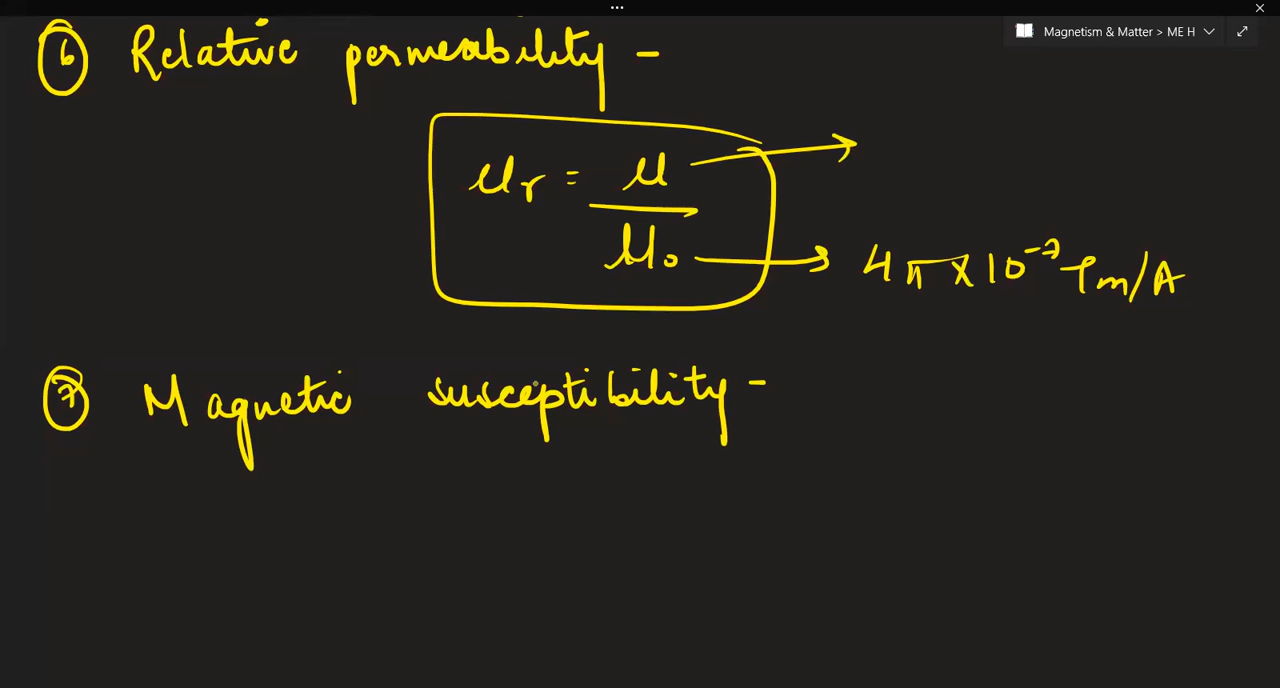 Magnetism & Matter > ME H
⑥ Relative permeability -
μr = μ / μ₀
→ 4π × 10⁻⁷ Tm/A
⑦ Magnetic susceptibility -